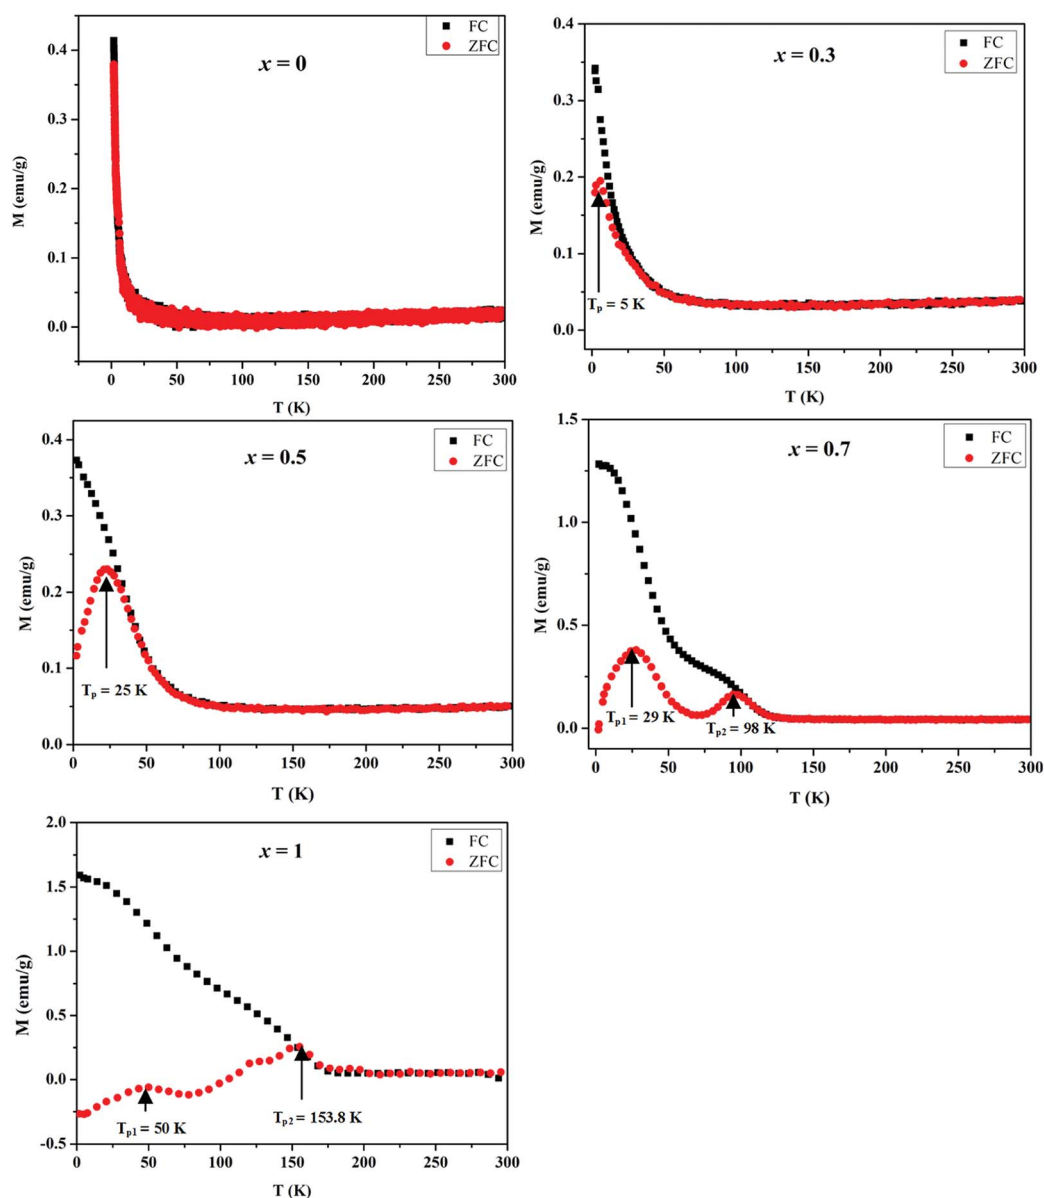 FC
ZFC
x = 0
0.4
0.3
0.2
0.1
0.0
M (emu/g)
0 50 100 150 200 250 300
T (K)
FC
ZFC
x = 0.3
0.4
0.3
0.2
0.1
0.0
M (emu/g)
Tp = 5 K
0 50 100 150 200 250 300
T (K)
FC
ZFC
x = 0.5
0.4
0.3
0.2
0.1
0.0
M (emu/g)
Tp = 25 K
0 50 100 150 200 250 300
T (K)
FC
ZFC
x = 0.7
1.5
1.0
0.5
0.0
M (emu/g)
Tp1 = 29 K
Tp2 = 98 K
0 50 100 150 200 250 300
T (K)
FC
ZFC
x = 1
2.0
1.5
1.0
0.5
0.0
-0.5
M (emu/g)
Tp1 = 50 K
Tp2 = 153.8 K
0 50 100 150 200 250 300
T (K)